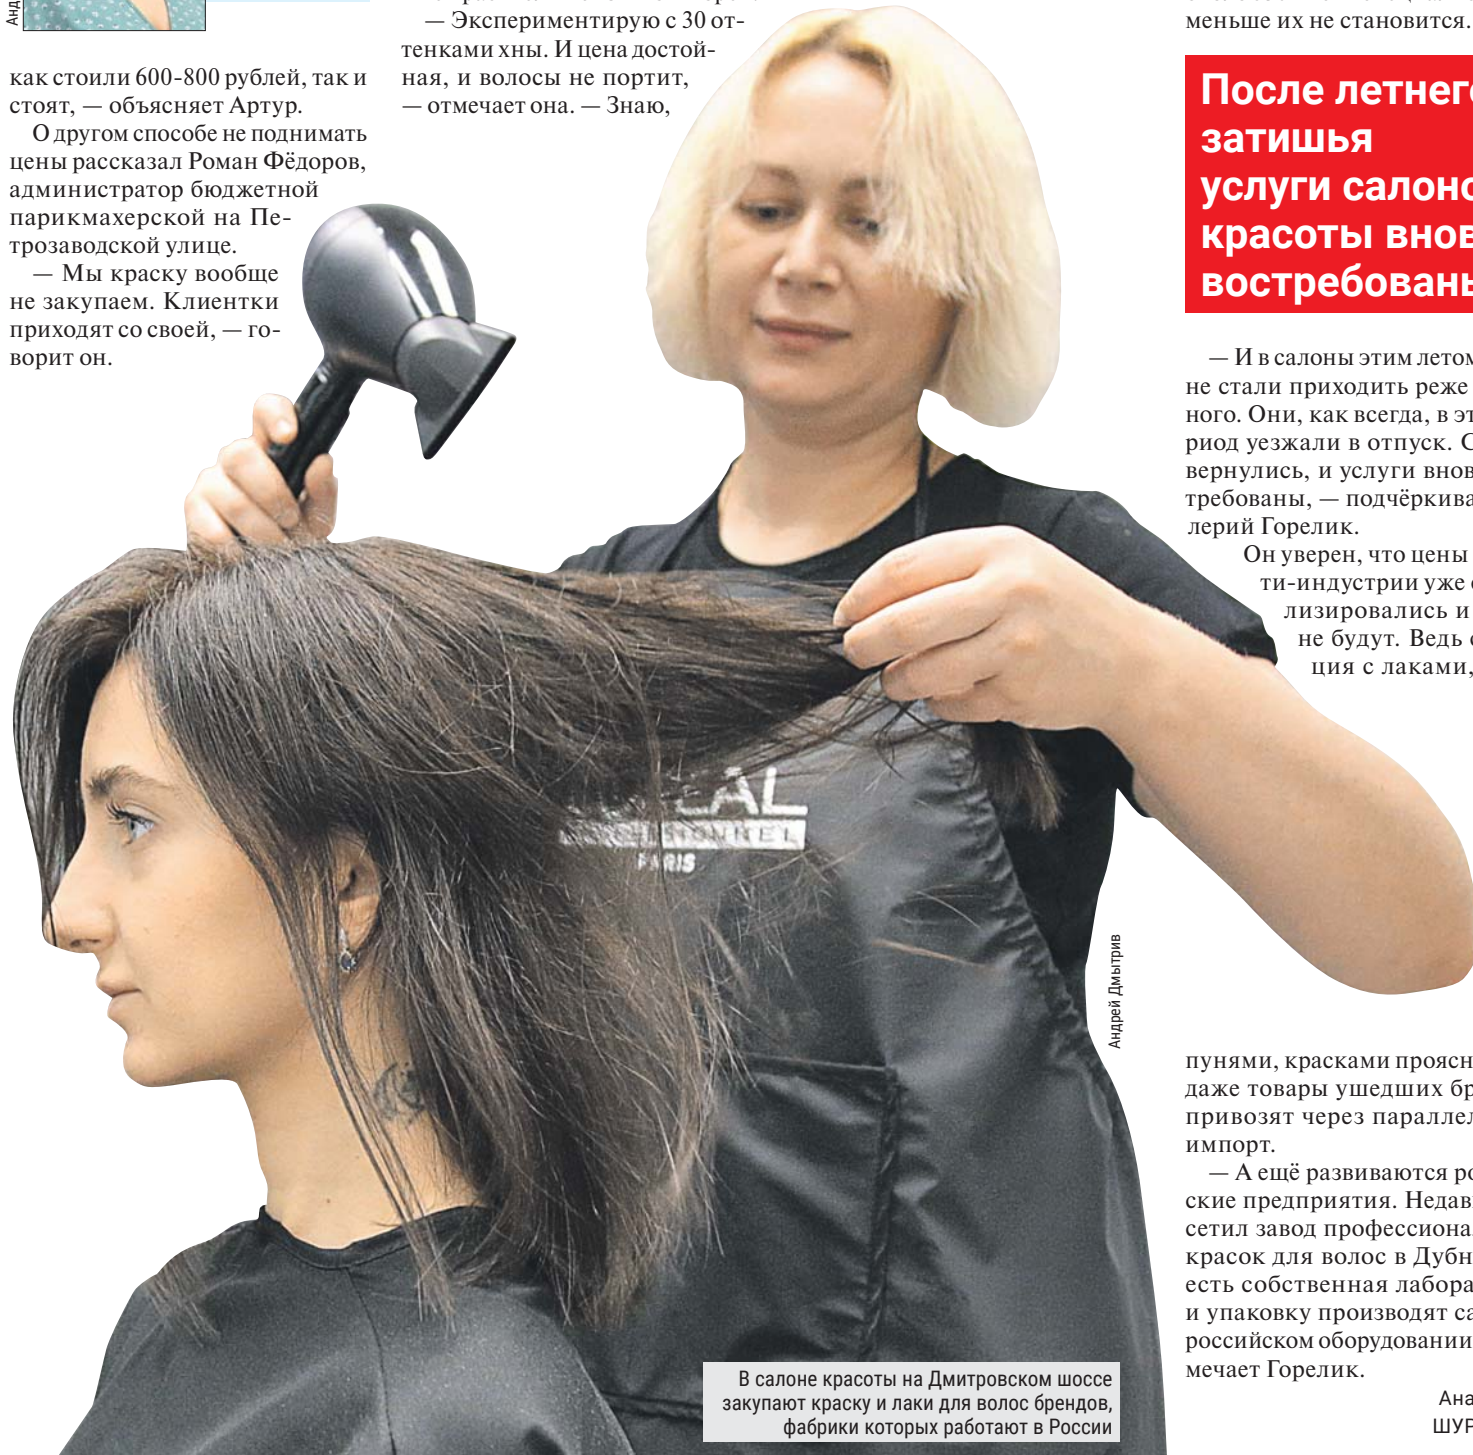 как стоили 600-800 рублей, так и
стоят, — объясняет Артур.
О другом способе не поднимать
цены рассказал Роман Фёдоров,
администратор бюджетной
парикмахерской на Пе-
трозаводской улице.
— Мы краску вообще
не закупаем. Клиентки
приходят со своей, — го-
ворит он.
— Экспериментирую с 30 от-
тенками хны. И цена достой-
ная, и волосы не портит,
— отмечает она. — Знаю,
меньше их не становится.
После летнего
затишья
услуги салоно
красоты внов
востребованы
— И в салоны этим летом
не стали приходить реже
ного. Они, как всегда, в эт
риод уезжали в отпуск. С
вернулись, и услуги внов
требованы, — подчёркива
лерий Горелик.
Он уверен, что цены
ти-индустрии уже с
лизировались и
не будут. Ведь с
ция с лаками,
пунями, красками проясн
даже товары ушедших бр
привозят через параллел
импорт.
— А ещё развиваются ро
ские предприятия. Недав
сетил завод профессиона
красок для волос в Дубн
есть собственная лабора
и упаковку производят са
российском оборудовании
мечает Горелик.
Ана
ШУР
PARIS
Андрей Дмытрив
В салоне красоты на Дмитровском шоссе
закупают краску и лаки для волос брендов,
фабрики которых работают в России